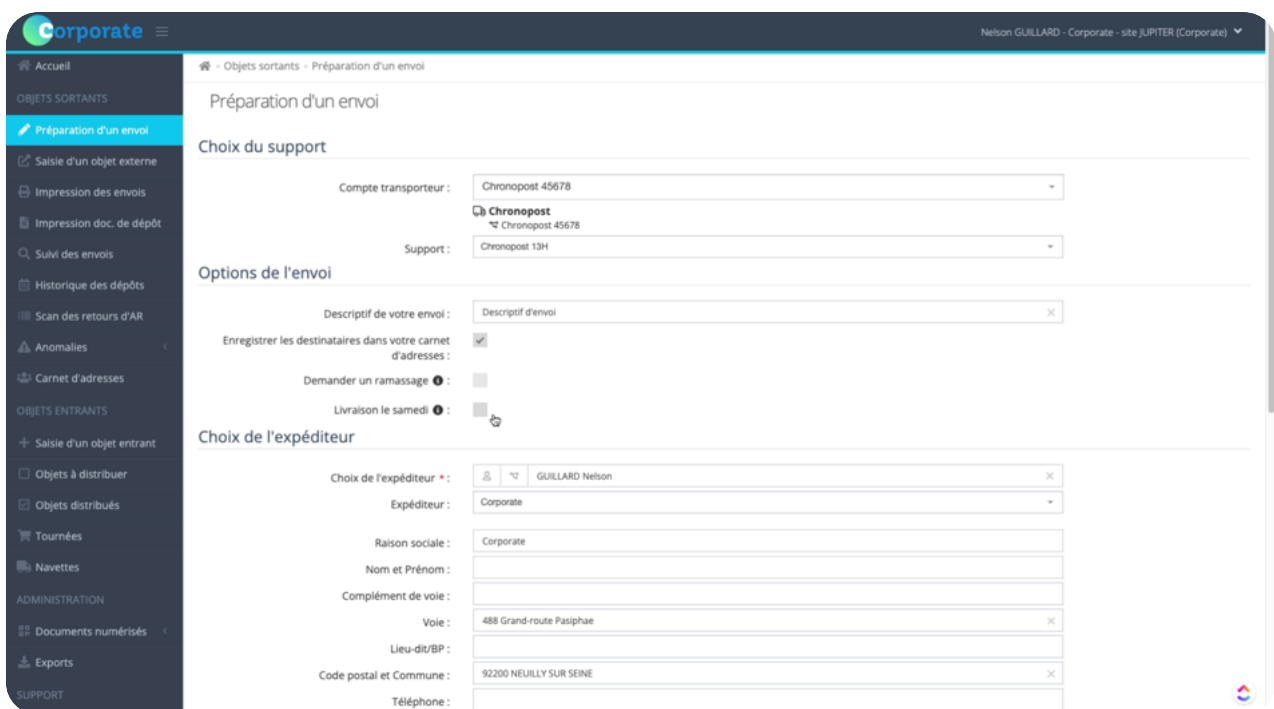 Corporate
Nelson GUILLARD - Corporate - site JUPITER (Corporate)
Accueil
OBJETS SORTANTS
Préparation d'un envoi
Saisie d'un objet externe
Impression des envois
Impression doc. de dépôt
Suivi des envois
Historique des dépôts
Scan des retours d'AR
Anomalies
Carnet d'adresses
OBJETS ENTRANTS
Saisie d'un objet entrant
Objets à distribuer
Objets distribués
Tournées
Navettes
ADMINISTRATION
Documents numérisés
Exports
SUPPORT
Objets sortants - Préparation d'un envoi
Préparation d'un envoi
Choix du support
Compte transporteur : Chronopost 45678
Chronopost
Chronopost 45678
Support : Chronopost 13H
Options de l'envoi
Descriptif de votre envoi : Descriptif d'envoi
Enregistrer les destinataires dans votre carnet
d'adresses :
Demander un ramassage :
Livraison le samedi :
Choix de l'expéditeur
Choix de l'expéditeur * : GUILLARD Nelson
Expéditeur : Corporate
Raison sociale : Corporate
Nom et Prénom :
Complément de voie :
Voie : 488 Grand-route Pasiphae
Lieu-dit/BP :
Code postal et Commune : 92200 NEUILLY SUR SEINE
Téléphone :